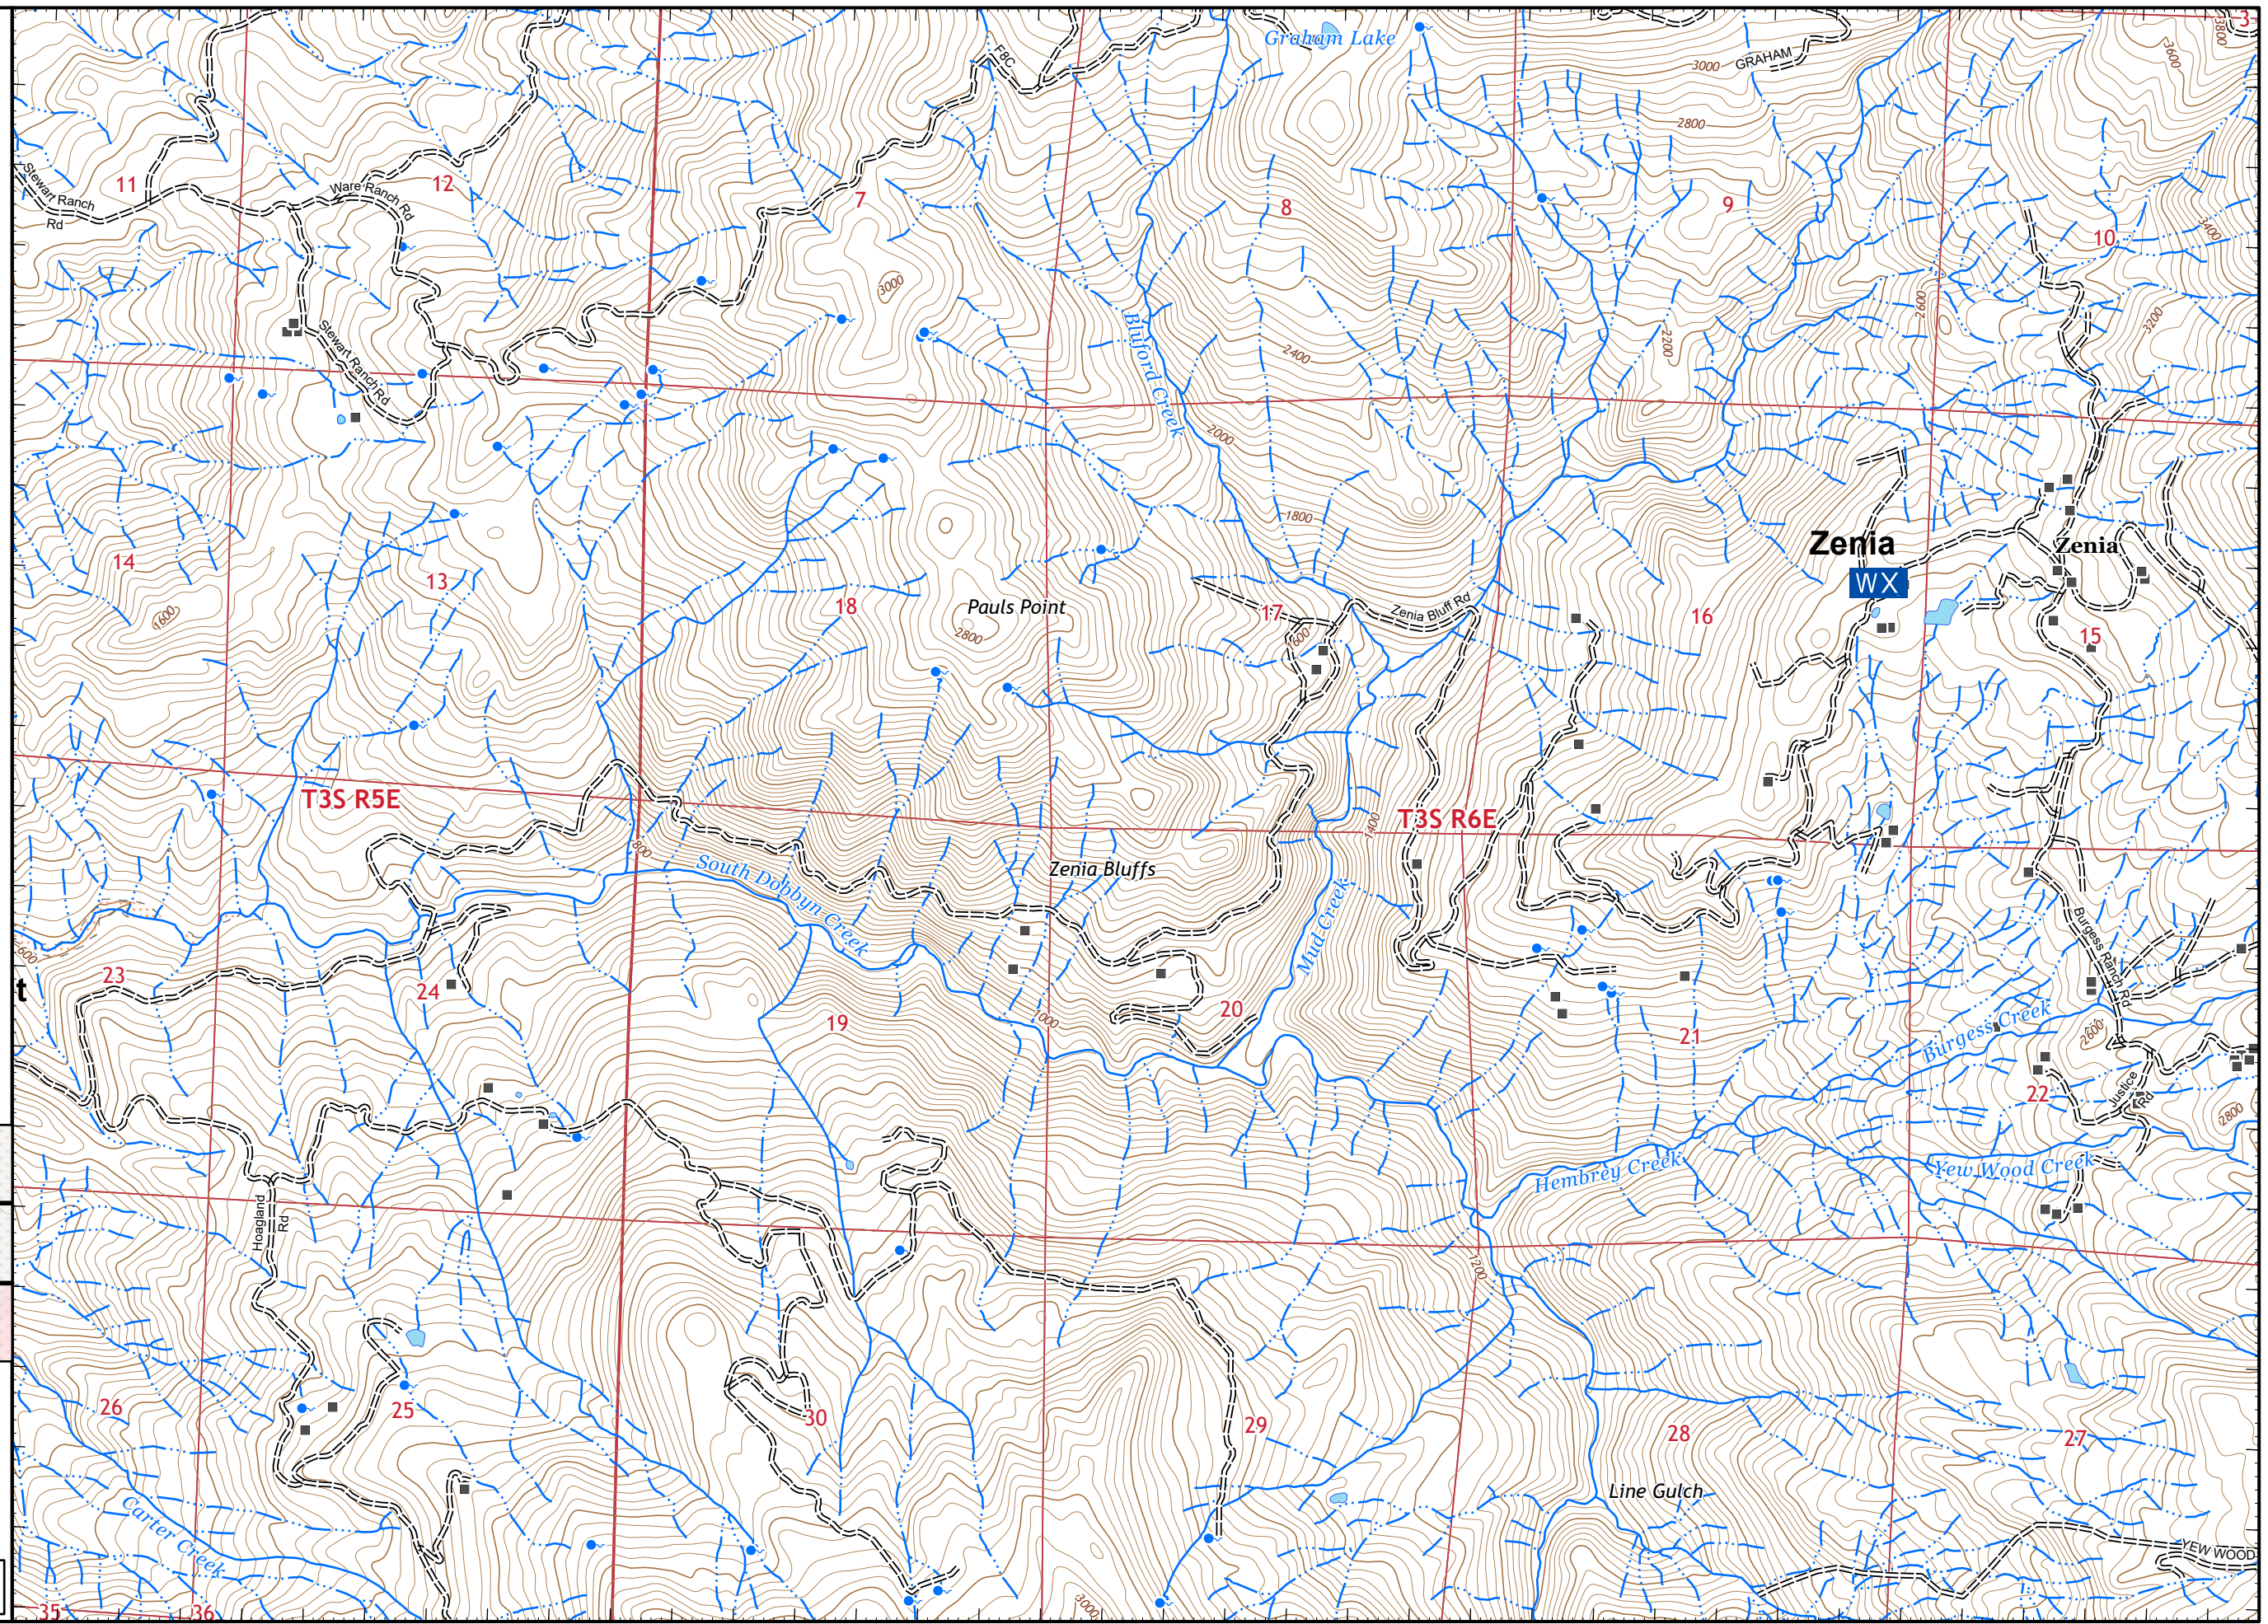 3
3800
Graham Lake
3600
F8C
GRAHAM
3000
2800
Stewart Ranch
Rd
11
Ware Ranch Rd
12
7
8
9
10
3400
3000
2600
3200
Stewart Ranch Rd
Bluford Creek
2400
2200
2000
1800
Zenia
Zenia
WX
14
13
18
Pauls Point
2800
17
1600
Zenia Bluff Rd
16
15
1600
T3S R5E
T3S R6E
1400
800
South Dobbyn Creek
Zenia Bluffs
Mud Creek
Burgess Ranch Rd
600
23
24
t
19
1000
20
21
Burgess Creek
2600
22
Justice
Rd
2800
Hembrey Creek
Yew Wood Creek
Hoagland
Rd
1200
26
25
30
29
28
27
Line Gulch
Carter Creek
YEW WOOD
35
36
3000